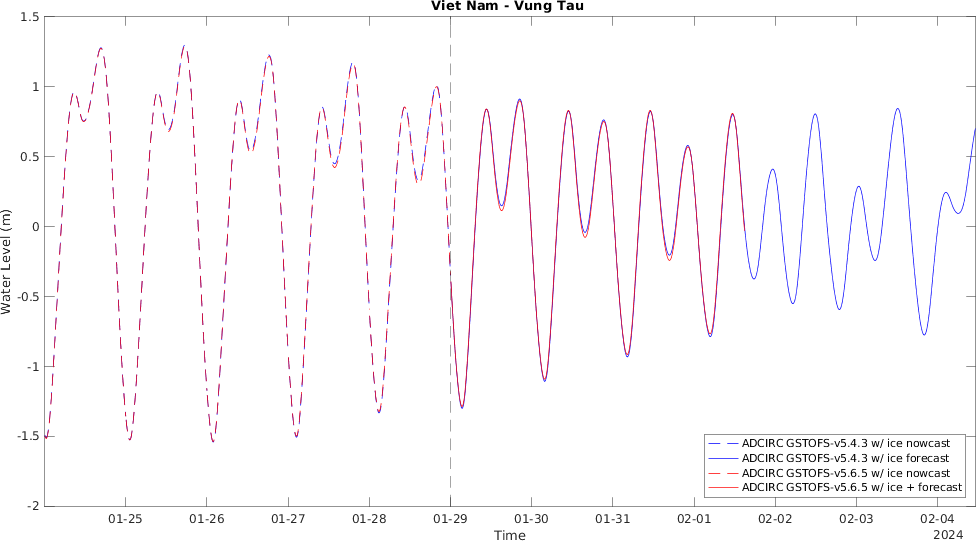 Viet Nam - Vung Tau
1.5
1
0.5
0
-0.5
-1
-1.5
-2
Water Level (m)
ADCIRC GSTOFS-v5.4.3 w/ ice nowcast
ADCIRC GSTOFS-v5.4.3 w/ ice forecast
ADCIRC GSTOFS-v5.6.5 w/ ice nowcast
ADCIRC GSTOFS-v5.6.5 w/ ice + forecast
01-25 01-26 01-27 01-28 01-29 01-30 01-31 02-01 02-02 02-03 02-04
Time
2024